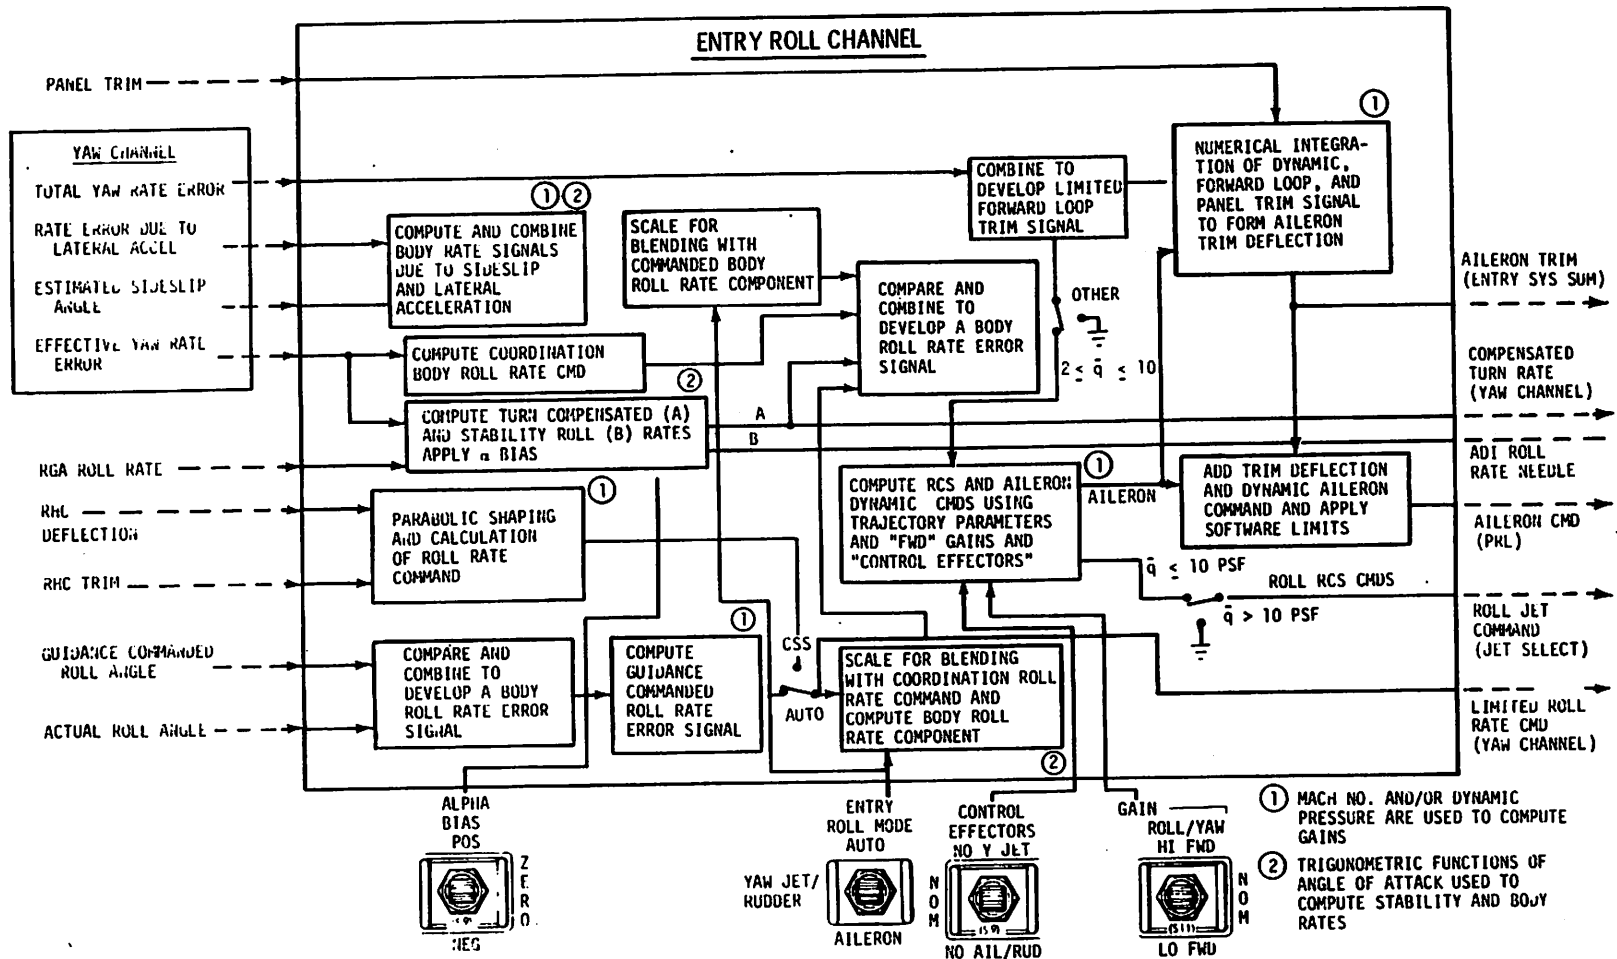 ENTRY ROLL CHANNEL
PANEL TRIM
YAW CHANNEL
TOTAL YAW RATE ERROR
RATE ERROR DUE TO
LATERAL ACCEL
ESTIMATED SIDESLIP
ANGLE
EFFECTIVE YAW RATE
ERROR
RGA ROLL RATE
RHC
DEFLECTION
RHC TRIM
GUIDANCE COMMANDED
ROLL ANGLE
ACTUAL ROLL ANGLE
1 2
COMPUTE AND COMBINE
BODY RATE SIGNALS
DUE TO SIDESLIP
AND LATERAL
ACCELERATION
SCALE FOR
BLENDING WITH
COMMANDED BODY
ROLL RATE COMPONENT
COMPUTE COORDINATION
BODY ROLL RATE CMD
2
COMPUTE TURN COMPENSATED (A)
AND STABILITY ROLL (B) RATES
APPLY α BIAS
A
B
1
PARABOLIC SHAPING
AND CALCULATION
OF ROLL RATE
COMMAND
COMPARE AND
COMBINE TO
DEVELOP A BODY
ROLL RATE ERROR
SIGNAL
1
COMPUTE
GUIDANCE
COMMANDED
ROLL RATE
ERROR SIGNAL
CSS
AUTO
COMPARE AND
COMBINE TO
DEVELOP A BODY
ROLL RATE ERROR
SIGNAL
COMBINE TO
DEVELOP LIMITED
FORWARD LOOP
TRIM SIGNAL
OTHER
2 ≤ q̄ ≤ 10
1
NUMERICAL INTEGRA-
TION OF DYNAMIC,
FORWARD LOOP, AND
PANEL TRIM SIGNAL
TO FORM AILERON
TRIM DEFLECTION
1
COMPUTE RCS AND AILERON
DYNAMIC CMDS USING
TRAJECTORY PARAMETERS
AND "FWD" GAINS AND
"CONTROL EFFECTORS"
AILERON
ADD TRIM DEFLECTION
AND DYNAMIC AILERON
COMMAND AND APPLY
SOFTWARE LIMITS
q̄ ≤ 10 PSF
ROLL RCS CMDS
q̄ > 10 PSF
SCALE FOR BLENDING
WITH COORDINATION ROLL
RATE COMMAND AND
COMPUTE BODY ROLL
RATE COMPONENT
2
AILERON TRIM
(ENTRY SYS SUM)
COMPENSATED
TURN RATE
(YAW CHANNEL)
ADI ROLL
RATE NEEDLE
AILERON CMD
(PRL)
ROLL JET
COMMAND
(JET SELECT)
LIMITED ROLL
RATE CMD
(YAW CHANNEL)
ALPHA
BIAS
POS
ZERO
NEG
ENTRY
ROLL MODE
AUTO
YAW JET/
RUDDER
AILERON
CONTROL
EFFECTORS
NO Y JET
NOM
NO AIL/RUD
GAIN
ROLL/YAW
HI FWD
NOM
LO FWD
1 MACH NO. AND/OR DYNAMIC
PRESSURE ARE USED TO COMPUTE
GAINS
2 TRIGONOMETRIC FUNCTIONS OF
ANGLE OF ATTACK USED TO
COMPUTE STABILITY AND BODY
RATES